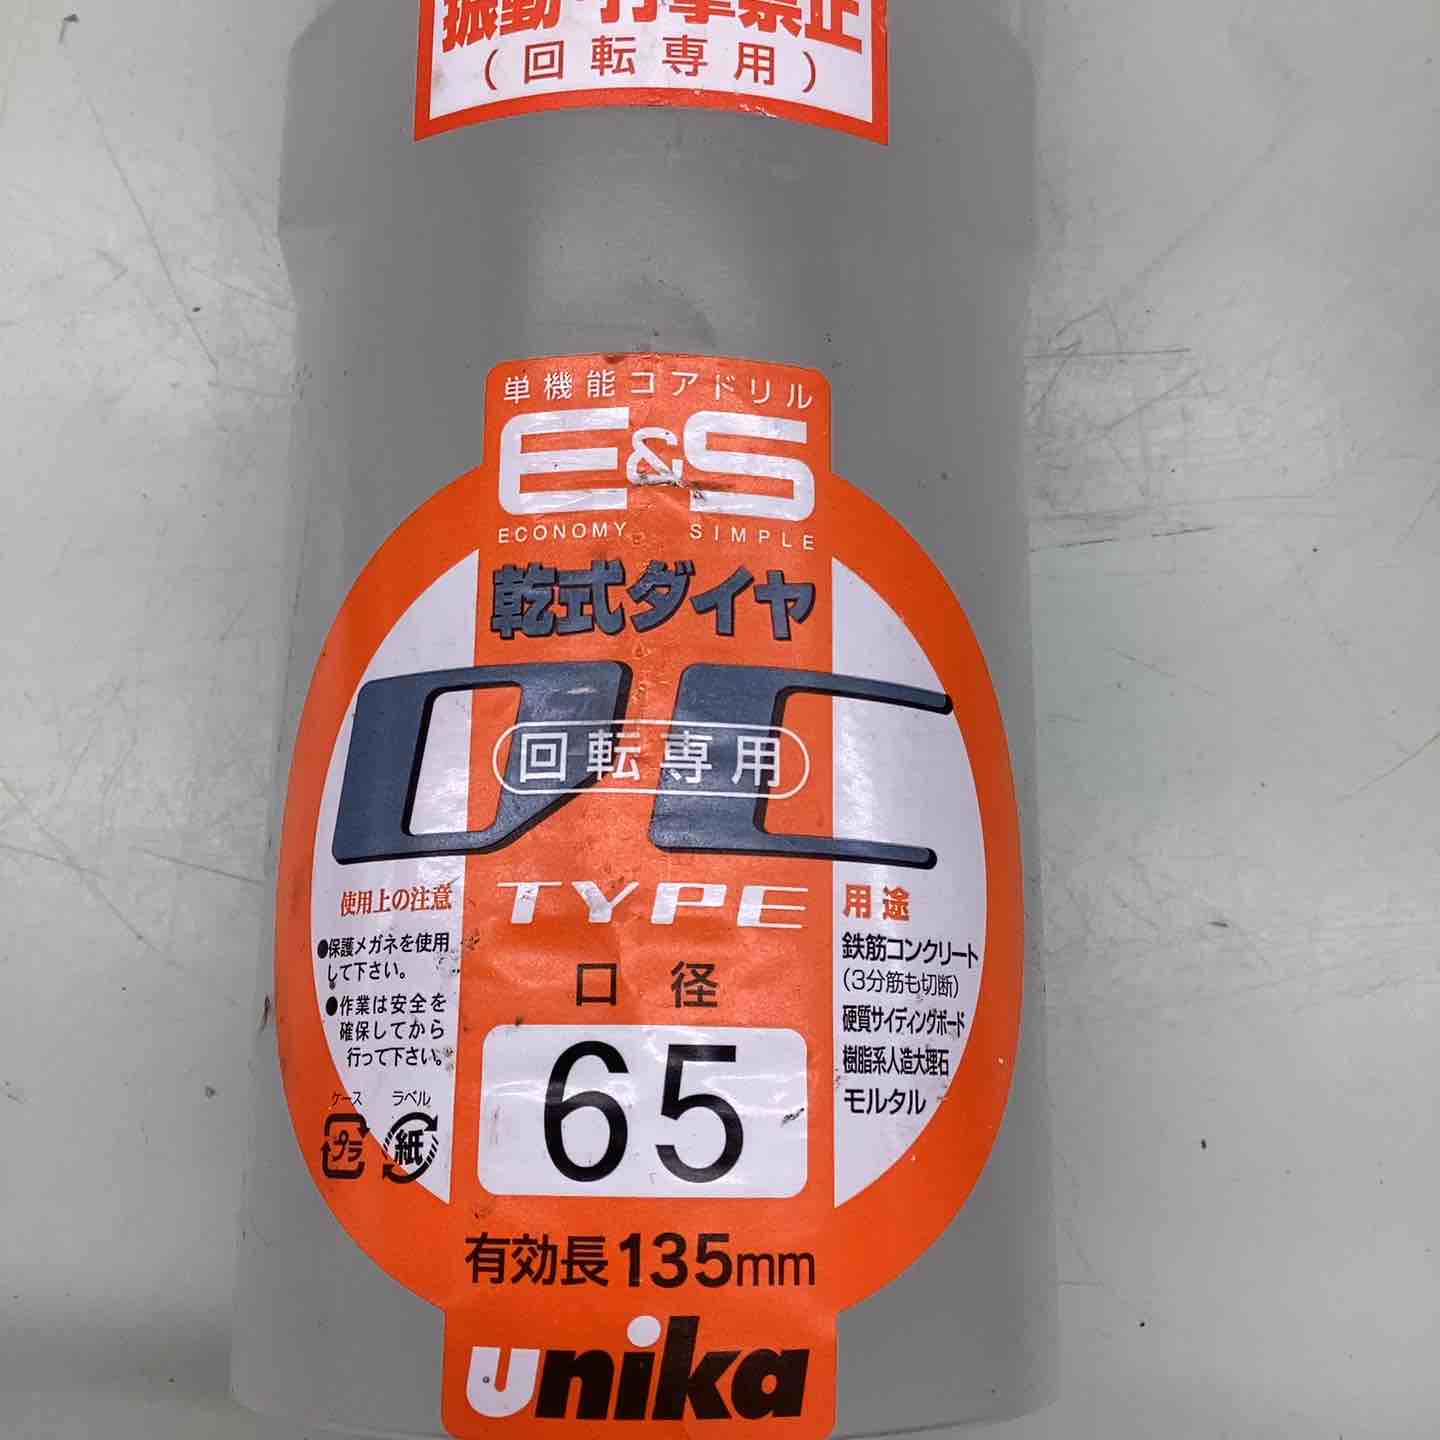 振動・打撃禁止
(回転専用)
単機能コアドリル
E&S
ECONOMY SIMPLE
乾式ダイヤ
DC
回転専用
TYPE
口径
65
有効長135mm
unika
使用上の注意
●保護メガネを使用
して下さい。
●作業は安全を
確保してから
行って下さい。
ケース ラベル
プラ 紙
用途
鉄筋コンクリート
(3分筋も切断)
硬質サイディングボード
樹脂系人造大理石
モルタル